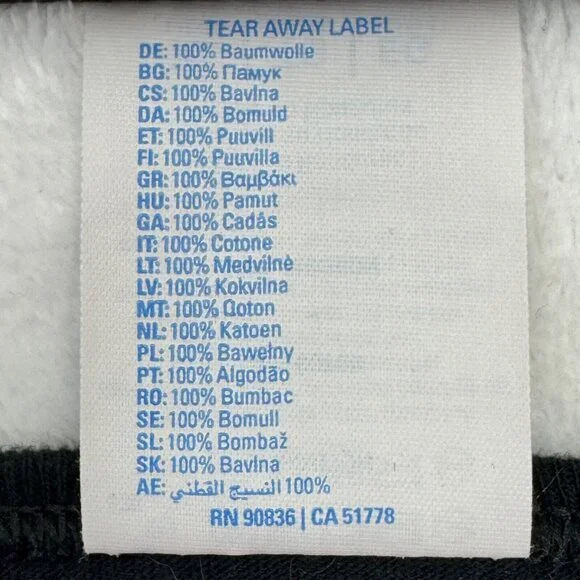 TEAR AWAY LABEL
DE: 100% Baumwolle
BG: 100% Памук
CS: 100% Bavlna
DA: 100% Bomuld
ET: 100% Puuvill
FI: 100% Puuvilla
GR: 100% Βαμβάκι
HU: 100% Pamut
GA: 100% Cadás
IT: 100% Cotone
LT: 100% Medvilnė
LV: 100% Kokvilna
MT: 100% Qoton
NL: 100% Katoen
PL: 100% Bawełny
PT: 100% Algodão
RO: 100% Bumbac
SE: 100% Bomull
SL: 100% Bombaž
SK: 100% Bavlna
AE: النسيج القطني 100%
RN 90836 | CA 51778